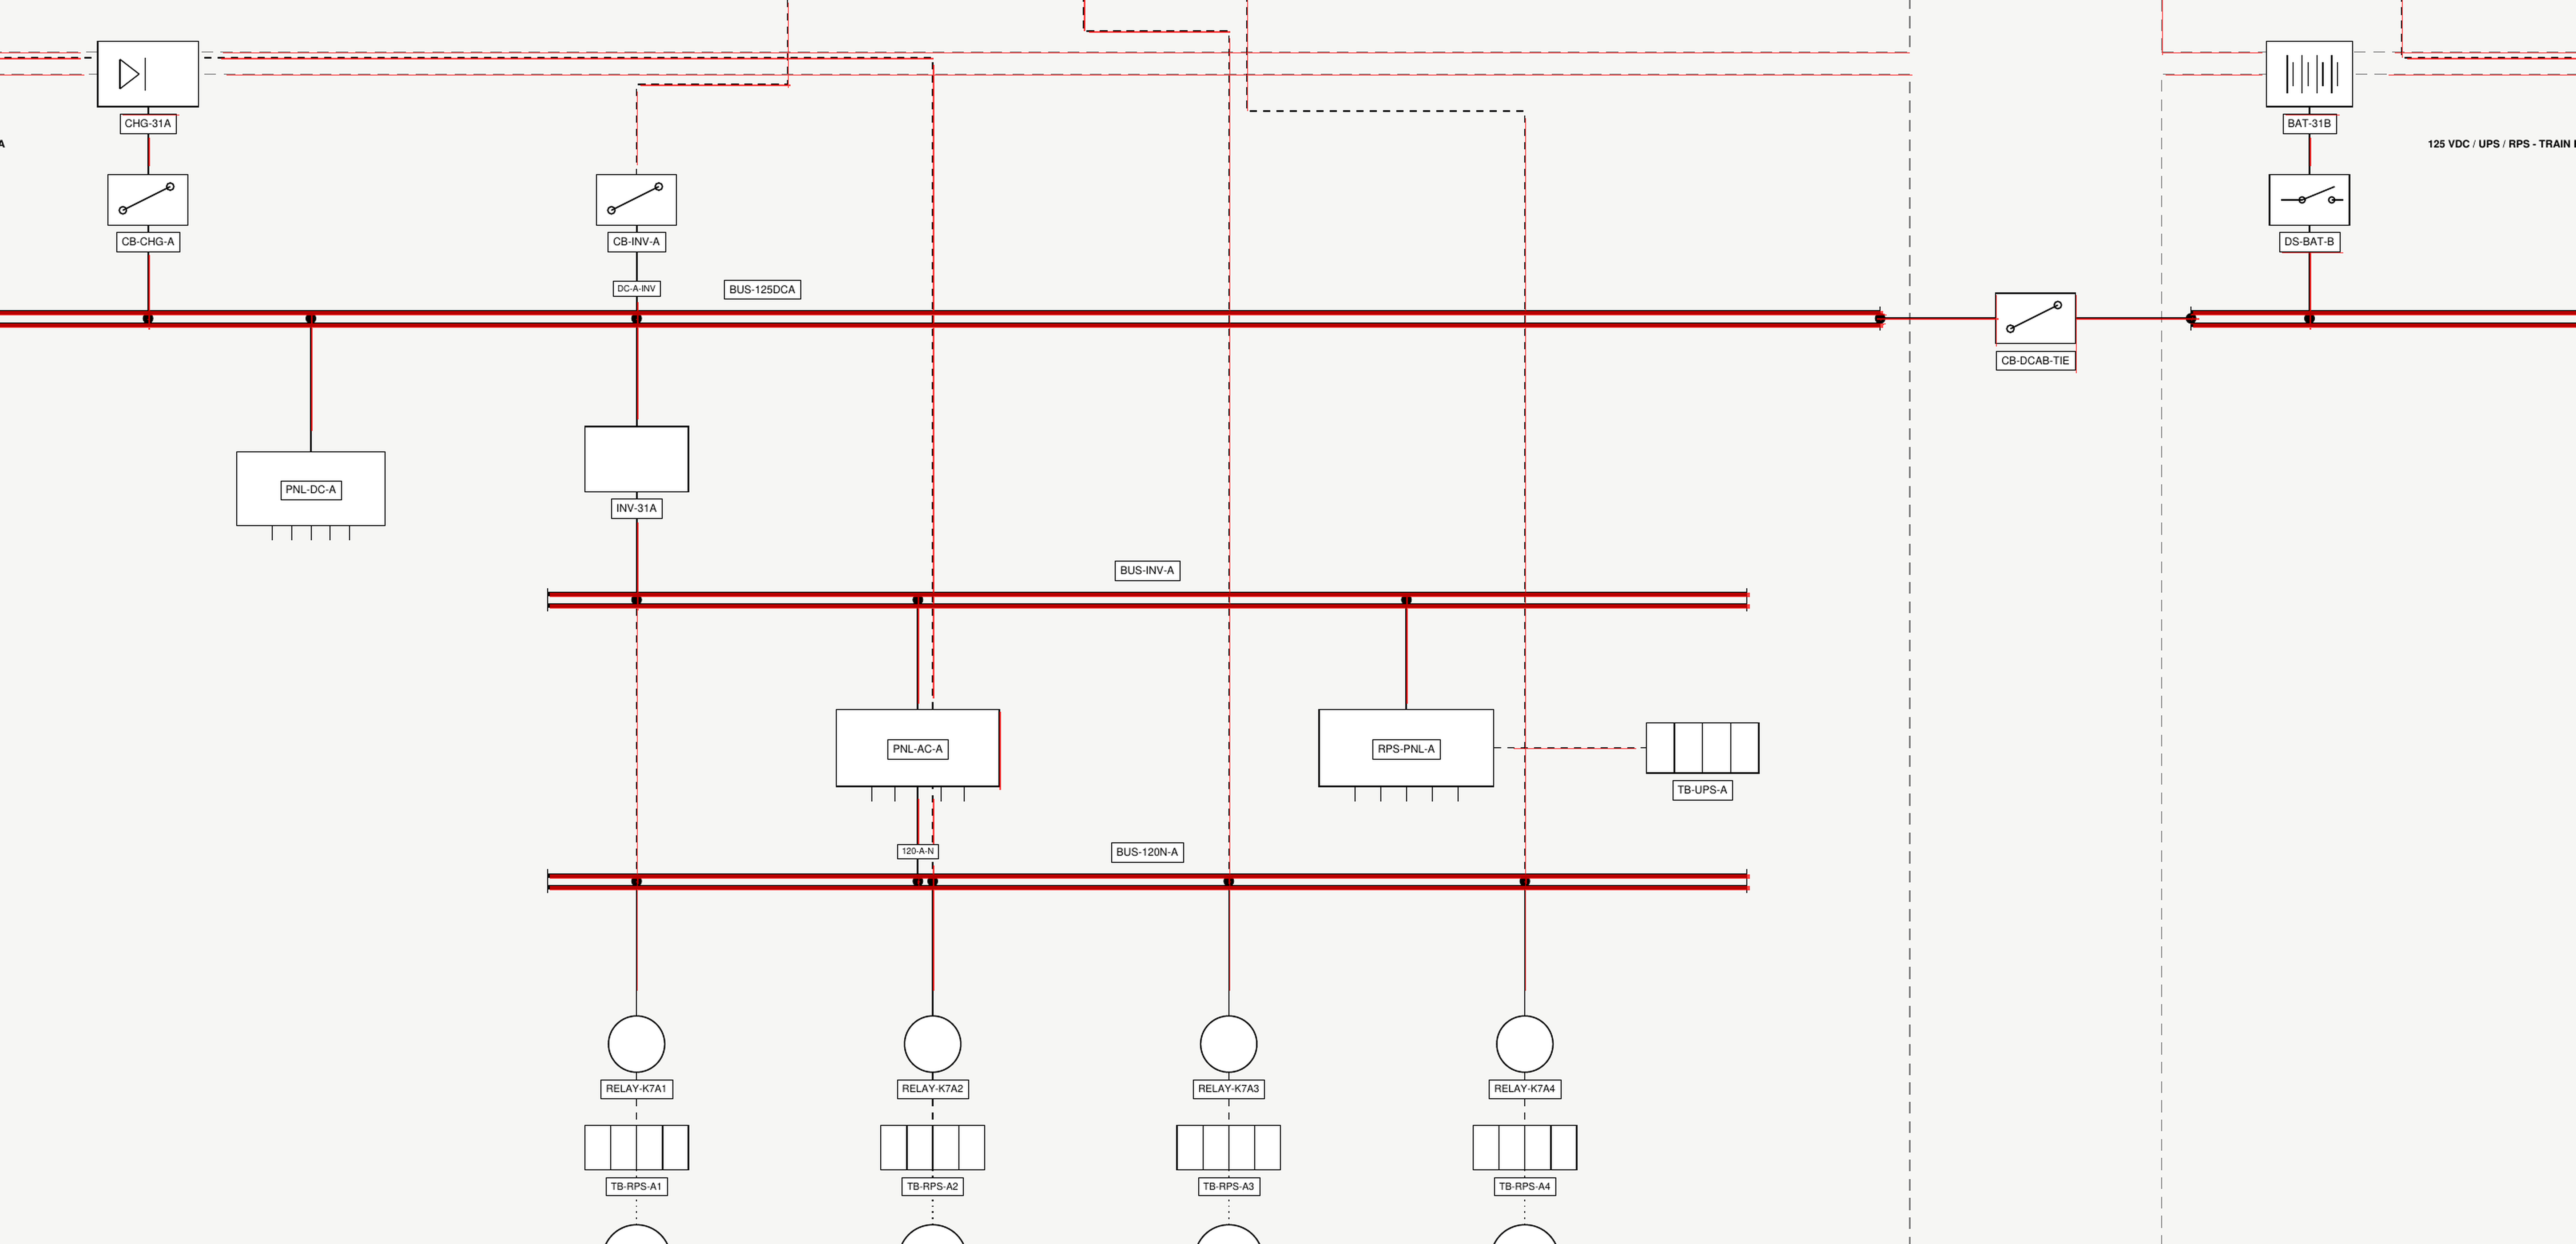 CHG-31A
BAT-31B
A
125 VDC / UPS / RPS - TRAIN
CB-CHG-A
CB-INV-A
DS-BAT-B
DC-A-INV
BUS-125DCA
CB-DCAB-TIE
PNL-DC-A
INV-31A
BUS-INV-A
PNL-AC-A
RPS-PNL-A
TB-UPS-A
120-A-N
BUS-120N-A
RELAY-K7A1
RELAY-K7A2
RELAY-K7A3
RELAY-K7A4
TB-RPS-A1
TB-RPS-A2
TB-RPS-A3
TB-RPS-A4